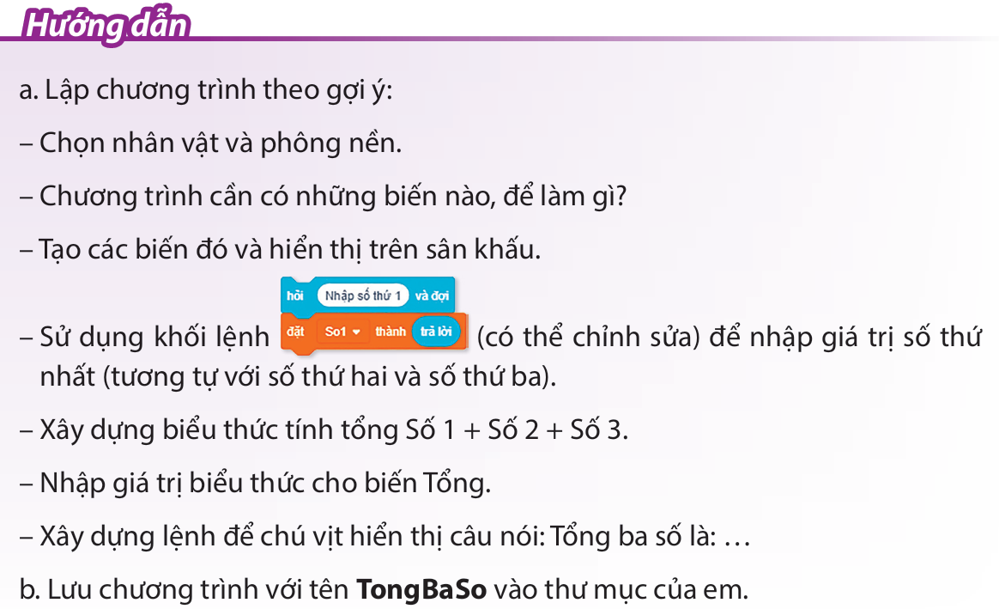 Hướng dẫn
a. Lập chương trình theo gợi ý:
– Chọn nhân vật và phông nền.
– Chương trình cần có những biến nào, để làm gì?
– Tạo các biến đó và hiển thị trên sân khấu.
hỏi Nhập số thứ 1 và đợi
– Sử dụng khối lệnh đặt So1 thành trả lời (có thể chỉnh sửa) để nhập giá trị số thứ
nhất (tương tự với số thứ hai và số thứ ba).
– Xây dựng biểu thức tính tổng Số 1 + Số 2 + Số 3.
– Nhập giá trị biểu thức cho biến Tổng.
– Xây dựng lệnh để chú vịt hiển thị câu nói: Tổng ba số là: …
b. Lưu chương trình với tên TongBaSo vào thư mục của em.